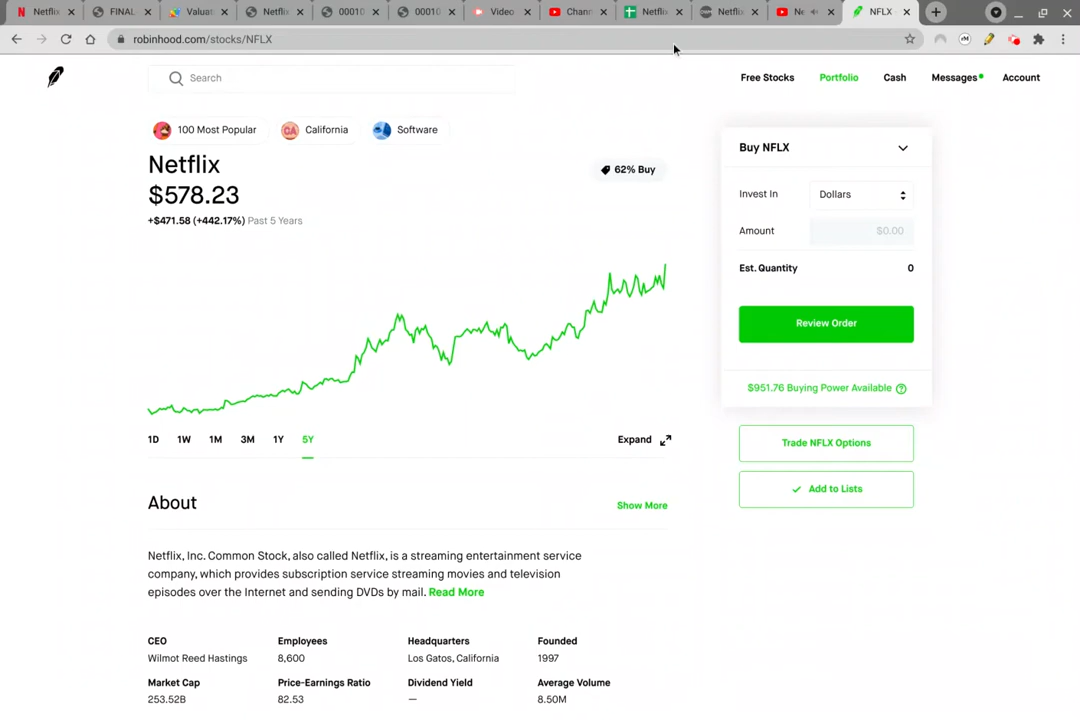 Netflix FINAL Valuat Netflix 00010 00010 Video Chann Netflix Netflix Ne NFLX
robinhood.com/stocks/NFLX
Search
Free Stocks Portfolio Cash Messages Account
100 Most Popular CA California Software
Netflix
62% Buy
$578.23
+$471.58 (+442.17%) Past 5 Years
1D 1W 1M 3M 1Y 5Y
Expand
About
Show More
Netflix, Inc. Common Stock, also called Netflix, is a streaming entertainment service
company, which provides subscription service streaming movies and television
episodes over the Internet and sending DVDs by mail. Read More
CEO Employees Headquarters Founded
Wilmot Reed Hastings 8,600 Los Gatos, California 1997
Market Cap Price-Earnings Ratio Dividend Yield Average Volume
253.52B 82.53 — 8.50M
Buy NFLX
Invest In Dollars
Amount $0.00
Est. Quantity 0
Review Order
$951.76 Buying Power Available
Trade NFLX Options
Add to Lists